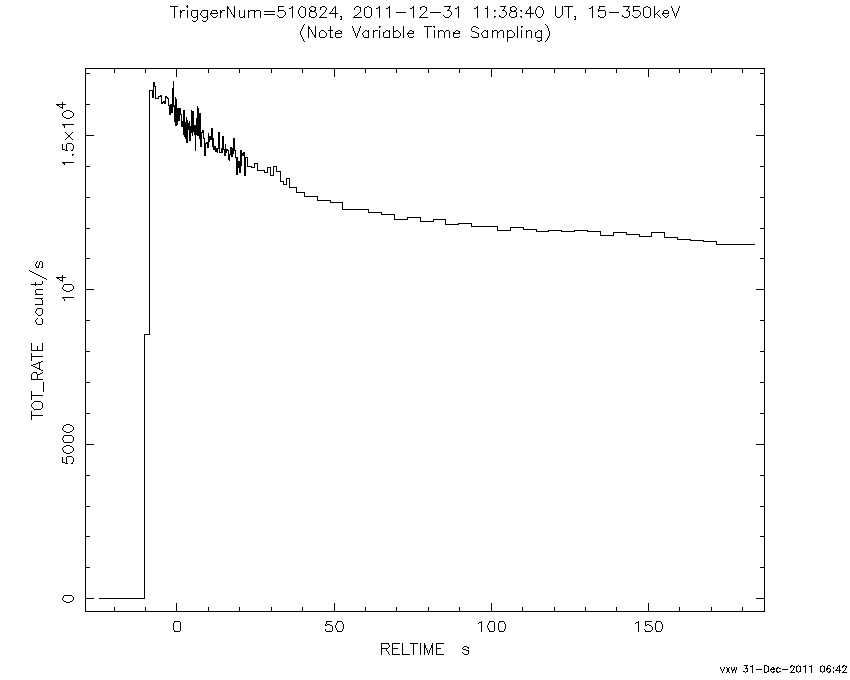 TriggerNum=510824, 2011-12-31 11:38:40 UT, 15-350keV
(Note Variable Time Sampling)
TOT_RATE count/s
1.5×10⁴
10⁴
5000
0
0 50 100 150
RELTIME s
vxw 31-Dec-2011 06:42